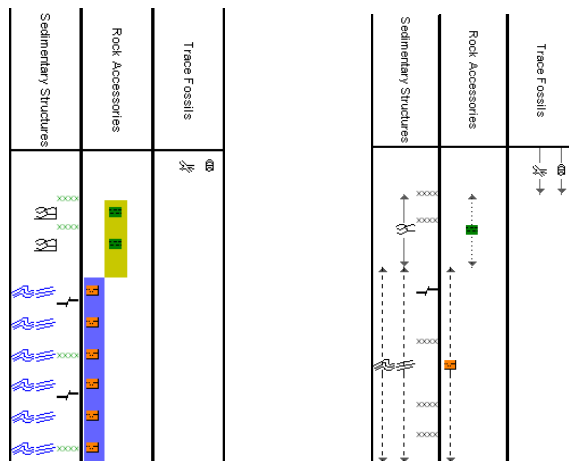 Sedimentary Structures
Rock Accessories
Trace Fossils
Sedimentary Structures
Rock Accessories
Trace Fossils